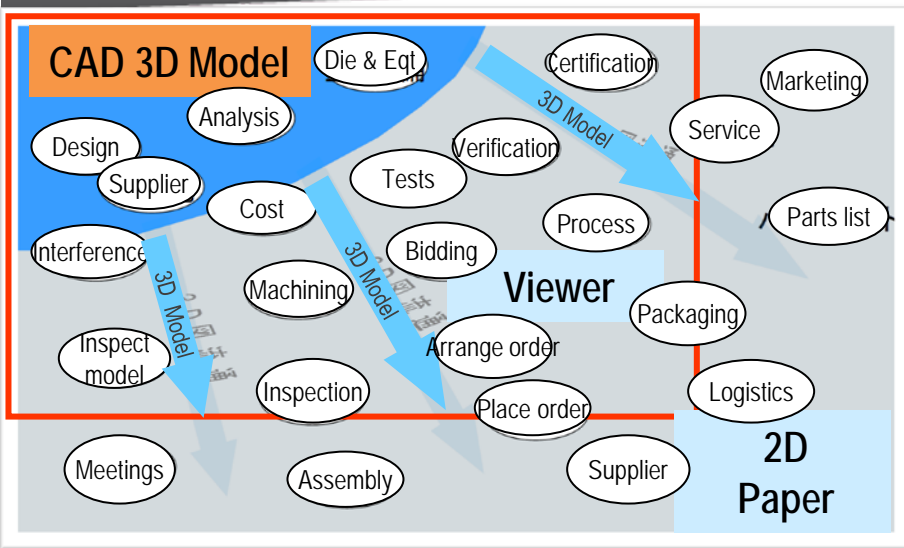 CAD 3D Model
Die & Eqt
Certification
Marketing
Analysis
3D Model
Service
Design
Verification
Supplier
Tests
Cost
Process
Parts list
Interference
Bidding
3D Model
3D Model
Machining
Viewer
Packaging
Inspect
model
Arrange order
Inspection
Logistics
Place order
Meetings
Assembly
Supplier
2D
Paper